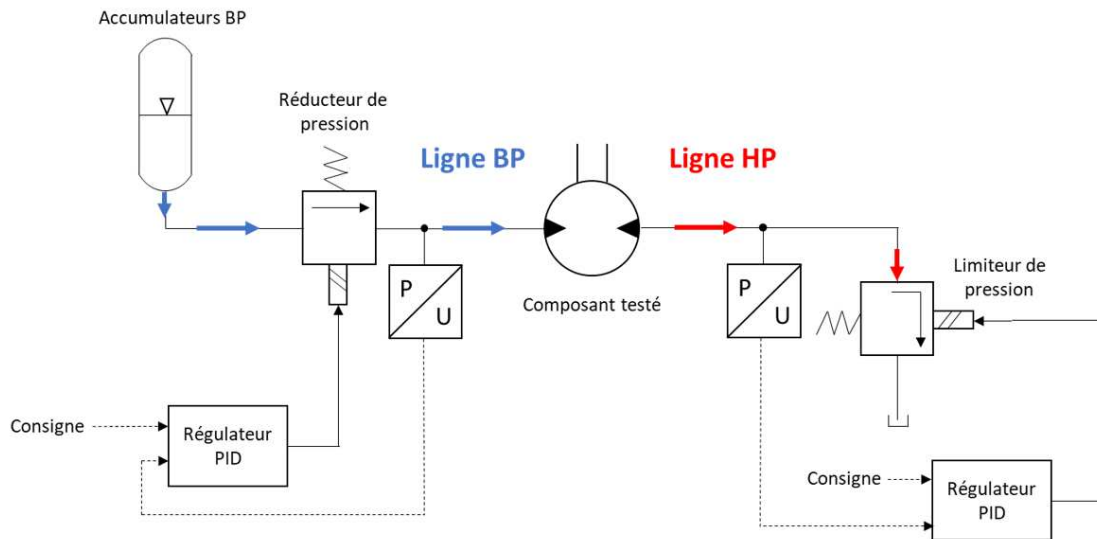 Accumulateurs BP
Réducteur de
pression
Ligne BP
Ligne HP
P
U
Composant testé
P
U
Limiteur de
pression
Consigne
Régulateur
PID
Consigne
Régulateur
PID